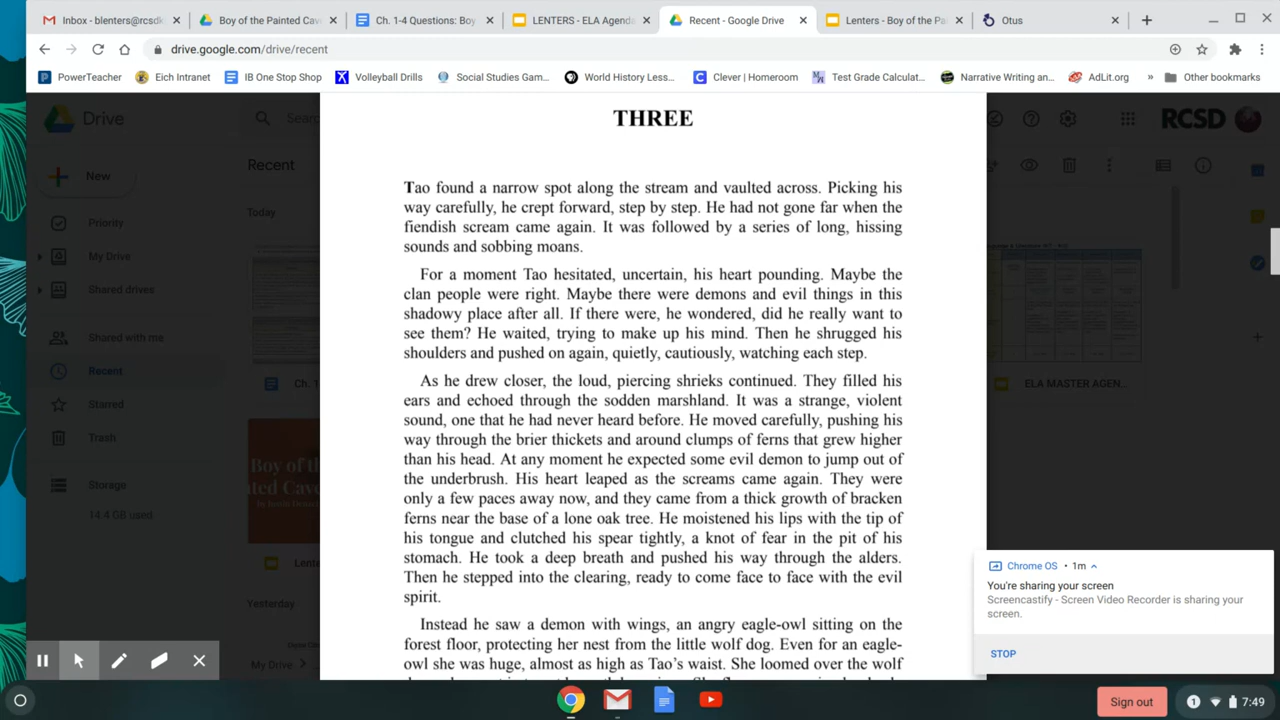 Inbox - blenters@rcsdk
Boy of the Painted Cav
Ch. 1-4 Questions: Boy
LENTERS - ELA Agenda
Recent - Google Drive
Lenters - Boy of the Pa
Otus
drive.google.com/drive/recent
PowerTeacher
Eich Intranet
IB One Stop Shop
Volleyball Drills
Social Studies Gam...
World History Less...
Clever | Homeroom
Test Grade Calculat...
Narrative Writing an...
AdLit.org
»
Other bookmarks
Drive
Searc
RCSD
New
Recent
Priority
Today
My Drive
Shared drives
Shared with me
Recent
Starred
Trash
Storage
14.4 GB used
Ch. 1
ELA MASTER AGEN...
Boy of th
ted Cav
Lente
Yesterday
My Drive
THREE
Tao found a narrow spot along the stream and vaulted across. Picking his
way carefully, he crept forward, step by step. He had not gone far when the
fiendish scream came again. It was followed by a series of long, hissing
sounds and sobbing moans.
For a moment Tao hesitated, uncertain, his heart pounding. Maybe the
clan people were right. Maybe there were demons and evil things in this
shadowy place after all. If there were, he wondered, did he really want to
see them? He waited, trying to make up his mind. Then he shrugged his
shoulders and pushed on again, quietly, cautiously, watching each step.
As he drew closer, the loud, piercing shrieks continued. They filled his
ears and echoed through the sodden marshland. It was a strange, violent
sound, one that he had never heard before. He moved carefully, pushing his
way through the brier thickets and around clumps of ferns that grew higher
than his head. At any moment he expected some evil demon to jump out of
the underbrush. His heart leaped as the screams came again. They were
only a few paces away now, and they came from a thick growth of bracken
ferns near the base of a lone oak tree. He moistened his lips with the tip of
his tongue and clutched his spear tightly, a knot of fear in the pit of his
stomach. He took a deep breath and pushed his way through the alders.
Then he stepped into the clearing, ready to come face to face with the evil
spirit.
Instead he saw a demon with wings, an angry eagle-owl sitting on the
forest floor, protecting her nest from the little wolf dog. Even for an eagle-
owl she was huge, almost as high as Tao's waist. She loomed over the wolf
Chrome OS • 1m
You're sharing your screen
Screencastify - Screen Video Recorder is sharing your
screen.
STOP
Sign out
1
7:49